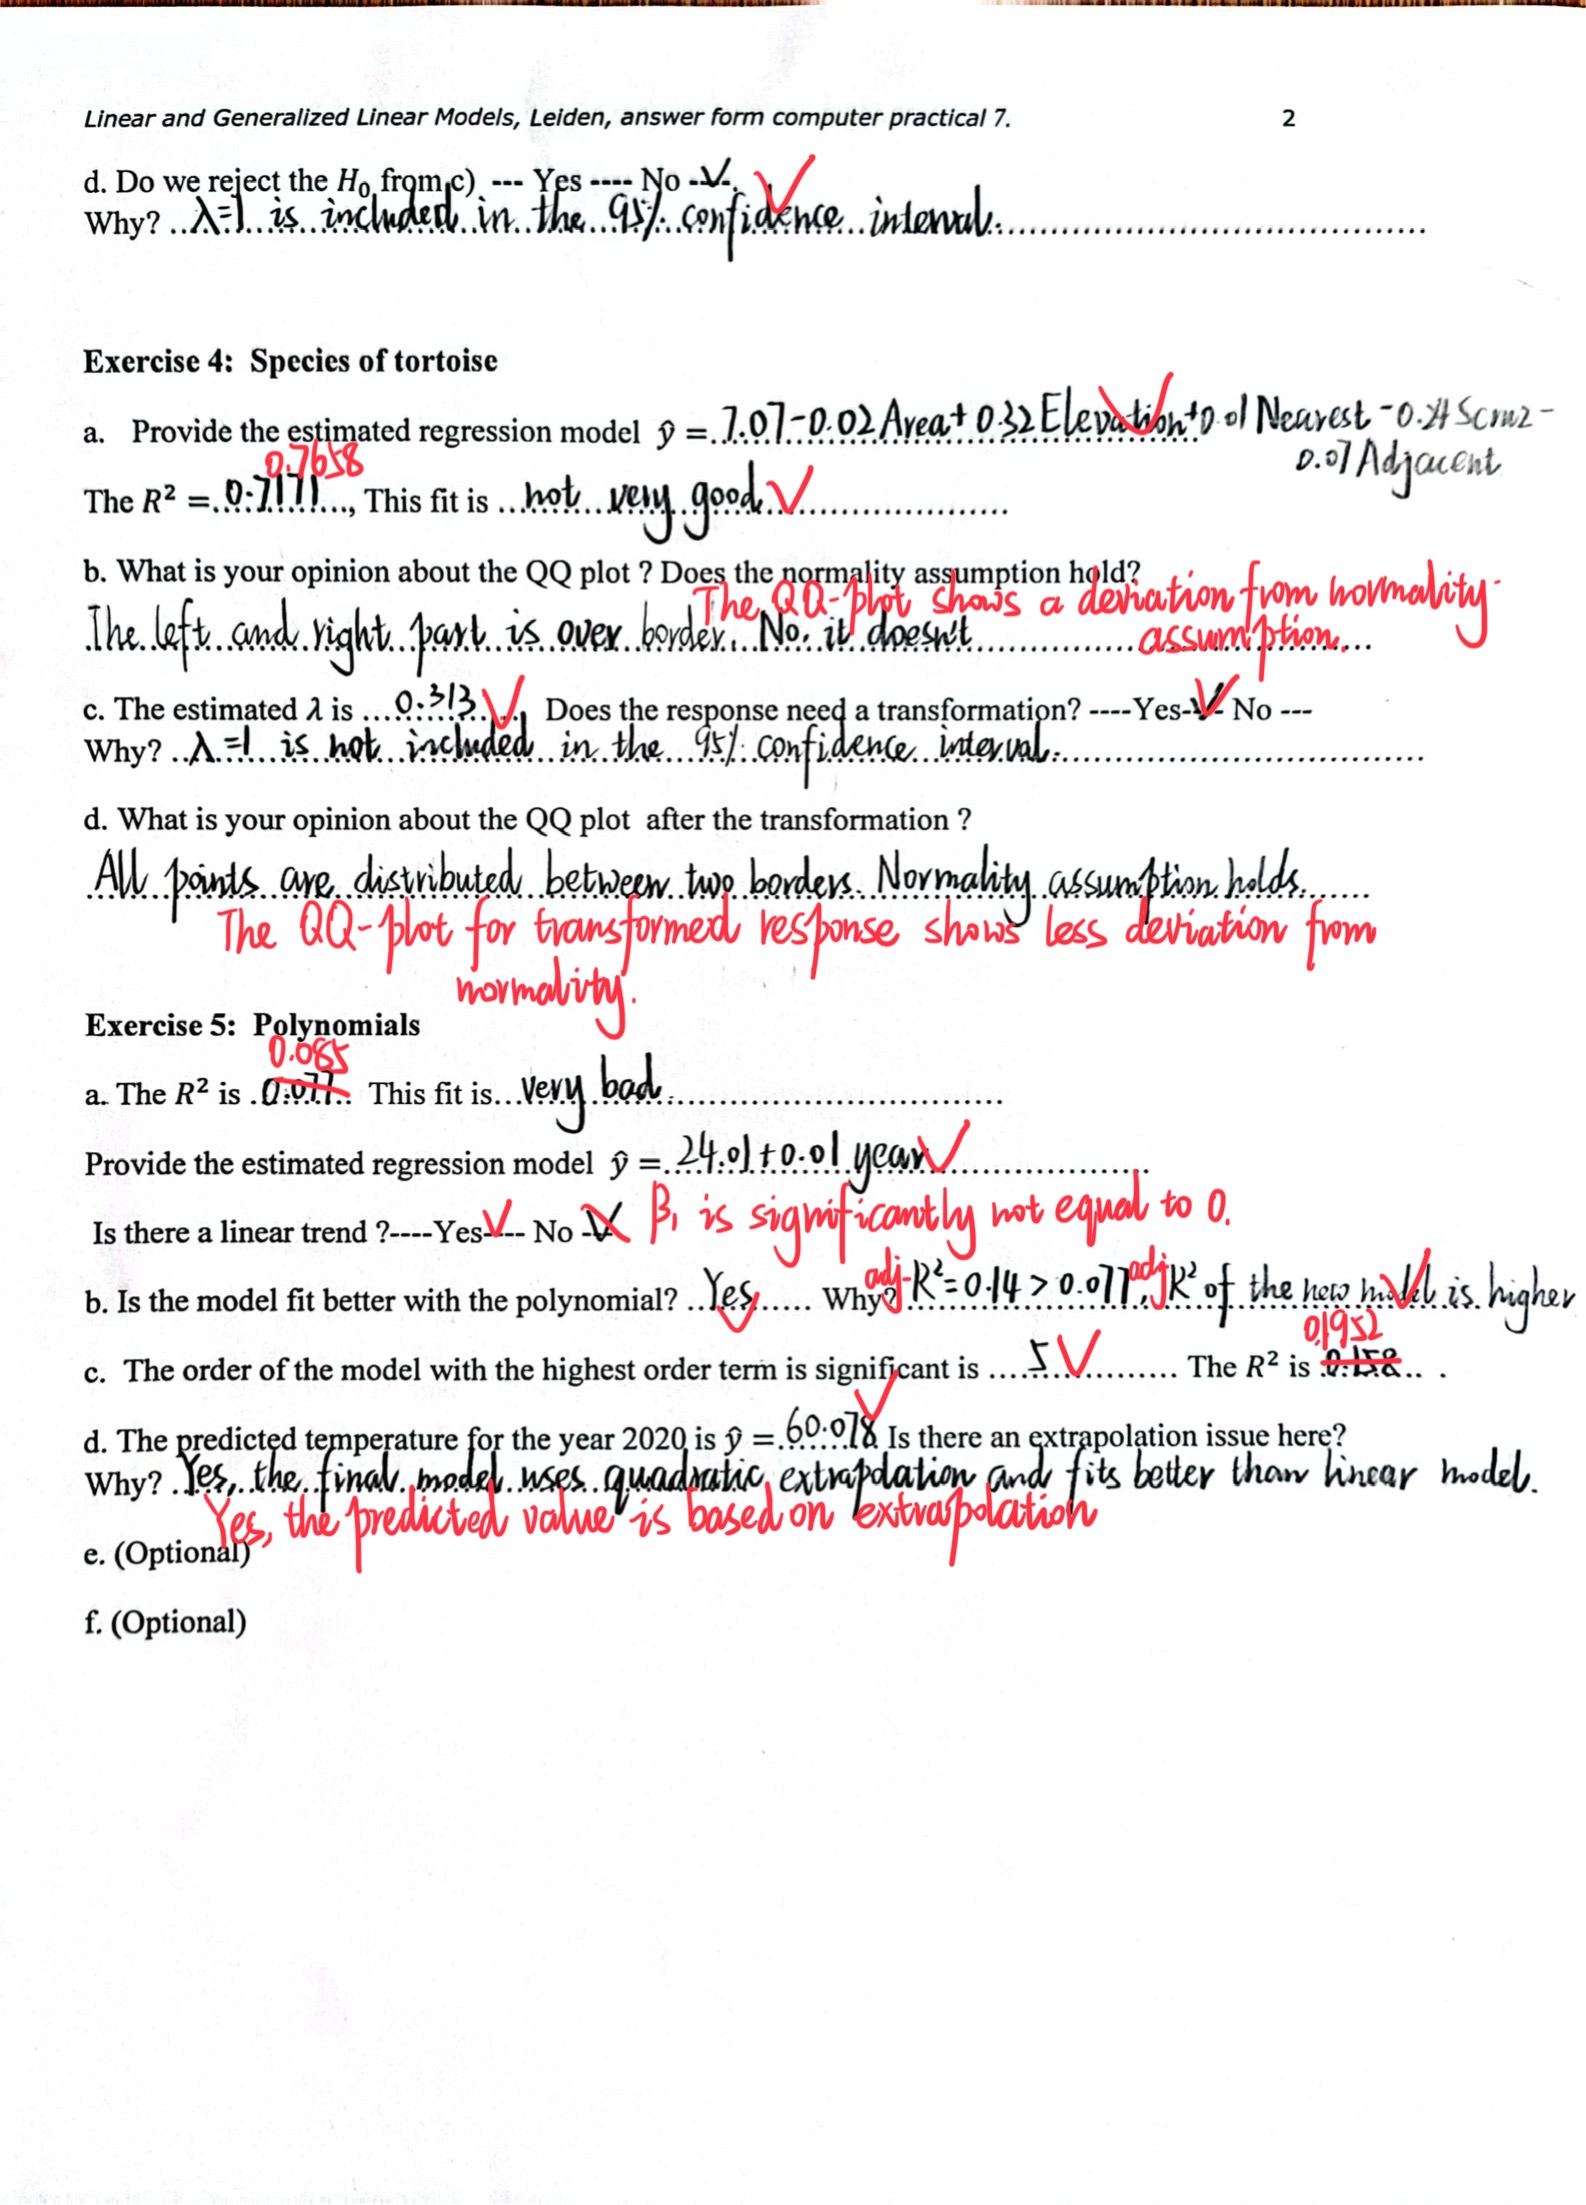 Linear and Generalized Linear Models, Leiden, answer form computer practical 7. 2
d. Do we reject the H₀ from c) --- Yes ---- No -V-. ✓
Why? ..λ=1 is included in the 95% confidence interval.
Exercise 4: Species of tortoise
a. Provide the estimated regression model ŷ = 7.07-0.02 Area+ 0.32 Elevation+0.01 Nearest -0.24 Scruz-
0.07 Adjacent
0.7658
The R² = 0.7171, This fit is not very good ✓
b. What is your opinion about the QQ plot ? Does the normality assumption hold?
The QQ-plot shows a deviation from normality
The left and right part is over border. No, it doesn't assumption.
c. The estimated λ is 0.313 ✓, Does the response need a transformation? ----Yes-V- No ---
Why? ..λ=1 is not included in the 95% confidence interval.
d. What is your opinion about the QQ plot after the transformation ?
All points are distributed between two borders. Normality assumption holds.
The QQ-plot for transformed response shows less deviation from
normality.
Exercise 5: Polynomials
0.085
a. The R² is 0.077 This fit is very bad
Provide the estimated regression model ŷ = 24.01+0.01 year ✓
Is there a linear trend ?----Yes-✓-- No -V β₁ is significantly not equal to 0.
b. Is the model fit better with the polynomial? Yes ✓ Why? adj-R²=0.14 > 0.077, adj R² of the new model is higher
0.1952
c. The order of the model with the highest order term is significant is 5 ✓ The R² is 0.158 .
d. The predicted temperature for the year 2020 is ŷ = 60.078 Is there an extrapolation issue here?
Why? Yes, the final model uses quadratic extrapolation and fits better than linear model.
Yes, the predicted value is based on extrapolation
e. (Optional)
f. (Optional)